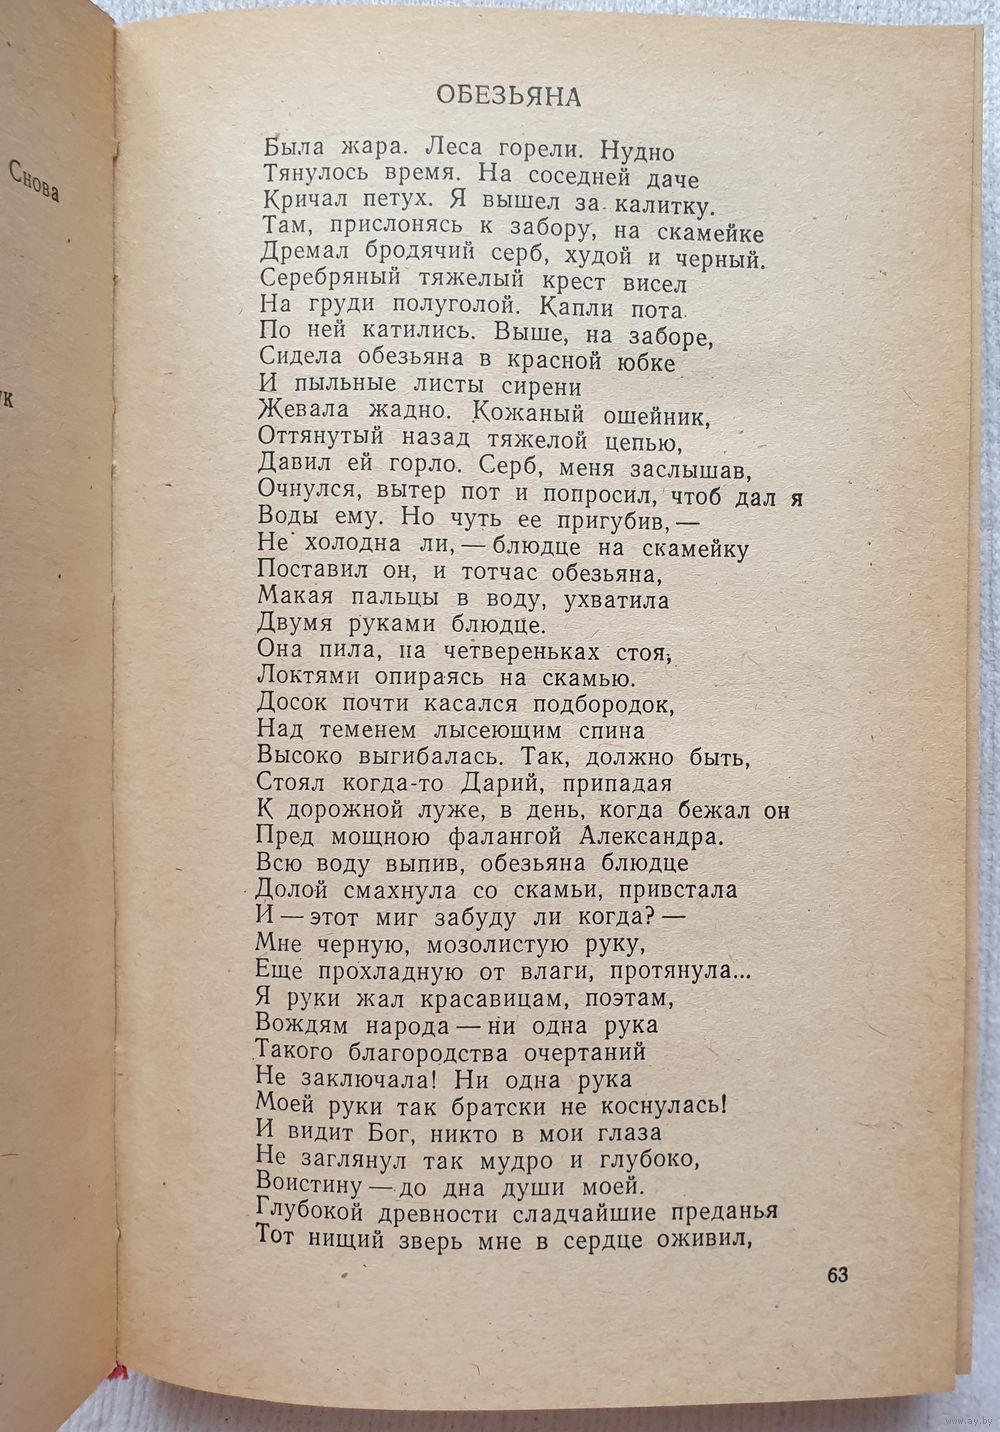 Снова
ук
ОБЕЗЬЯНА
Была жара. Леса горели. Нудно
Тянулось время. На соседней даче
Кричал петух. Я вышел за калитку.
Там, прислонясь к забору, на скамейке
Дремал бродячий серб, худой и черный.
Серебряный тяжелый крест висел
На груди полуголой. Капли пота
По ней катились. Выше, на заборе,
Сидела обезьяна в красной юбке
И пыльные листы сирени
Жевала жадно. Кожаный ошейник,
Оттянутый назад тяжелой цепью,
Давил ей горло. Серб, меня заслышав,
Очнулся, вытер пот и попросил, чтоб дал я
Воды ему. Но чуть ее пригубив, —
Не холодна ли, — блюдце на скамейку
Поставил он, и тотчас обезьяна,
Макая пальцы в воду, ухватила
Двумя руками блюдце.
Она пила, на четвереньках стоя,
Локтями опираясь на скамью.
Досок почти касался подбородок,
Над теменем лысеющим спина
Высоко выгибалась. Так, должно быть,
Стоял когда-то Дарий, припадая
К дорожной луже, в день, когда бежал он
Пред мощною фалангой Александра.
Всю воду выпив, обезьяна блюдце
Долой смахнула со скамьи, привстала
И — этот миг забуду ли когда? —
Мне черную, мозолистую руку,
Еще прохладную от влаги, протянула...
Я руки жал красавицам, поэтам,
Вождям народа — ни одна рука
Такого благородства очертаний
Не заключала! Ни одна рука
Моей руки так братски не коснулась!
И видит Бог, никто в мои глаза
Не заглянул так мудро и глубоко,
Воистину — до дна души моей.
Глубокой древности сладчайшие преданья
Тот нищий зверь мне в сердце оживил,
63
www.ay.by